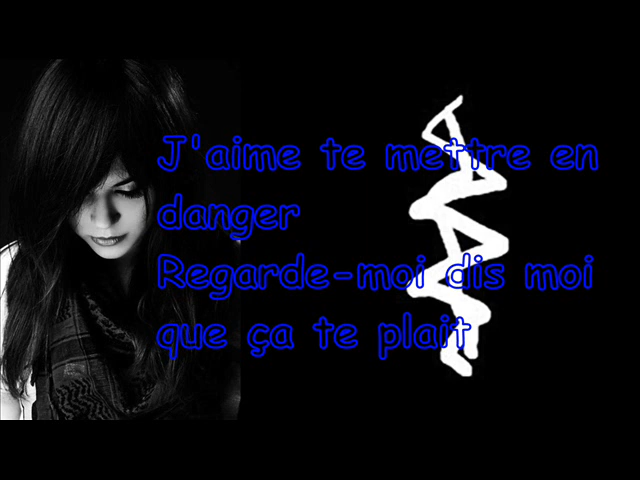 J'aime te mettre en
danger
Regarde-moi dis moi
que ça te plait